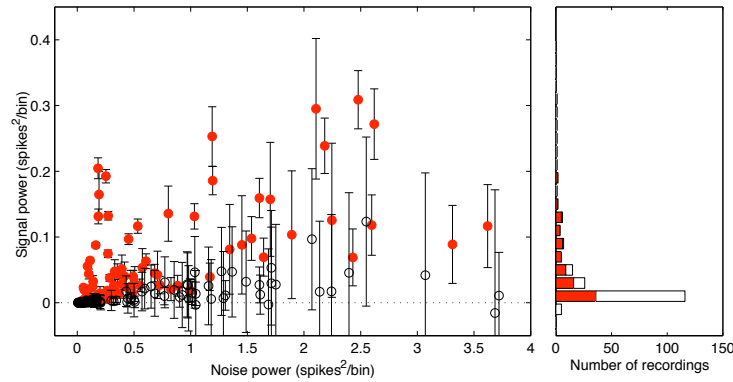 0.4
0.3
0.2
0.1
0
Signal power (spikes²/bin)
0 0.5 1 1.5 2 2.5 3 3.5 4
Noise power (spikes²/bin)
0 50 100 150
Number of recordings